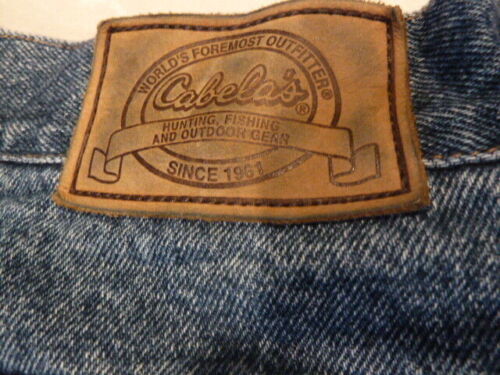 WORLD'S FOREMOST OUTFITTER®
Cabela's®
HUNTING, FISHING
AND OUTDOOR GEAR
SINCE 1961